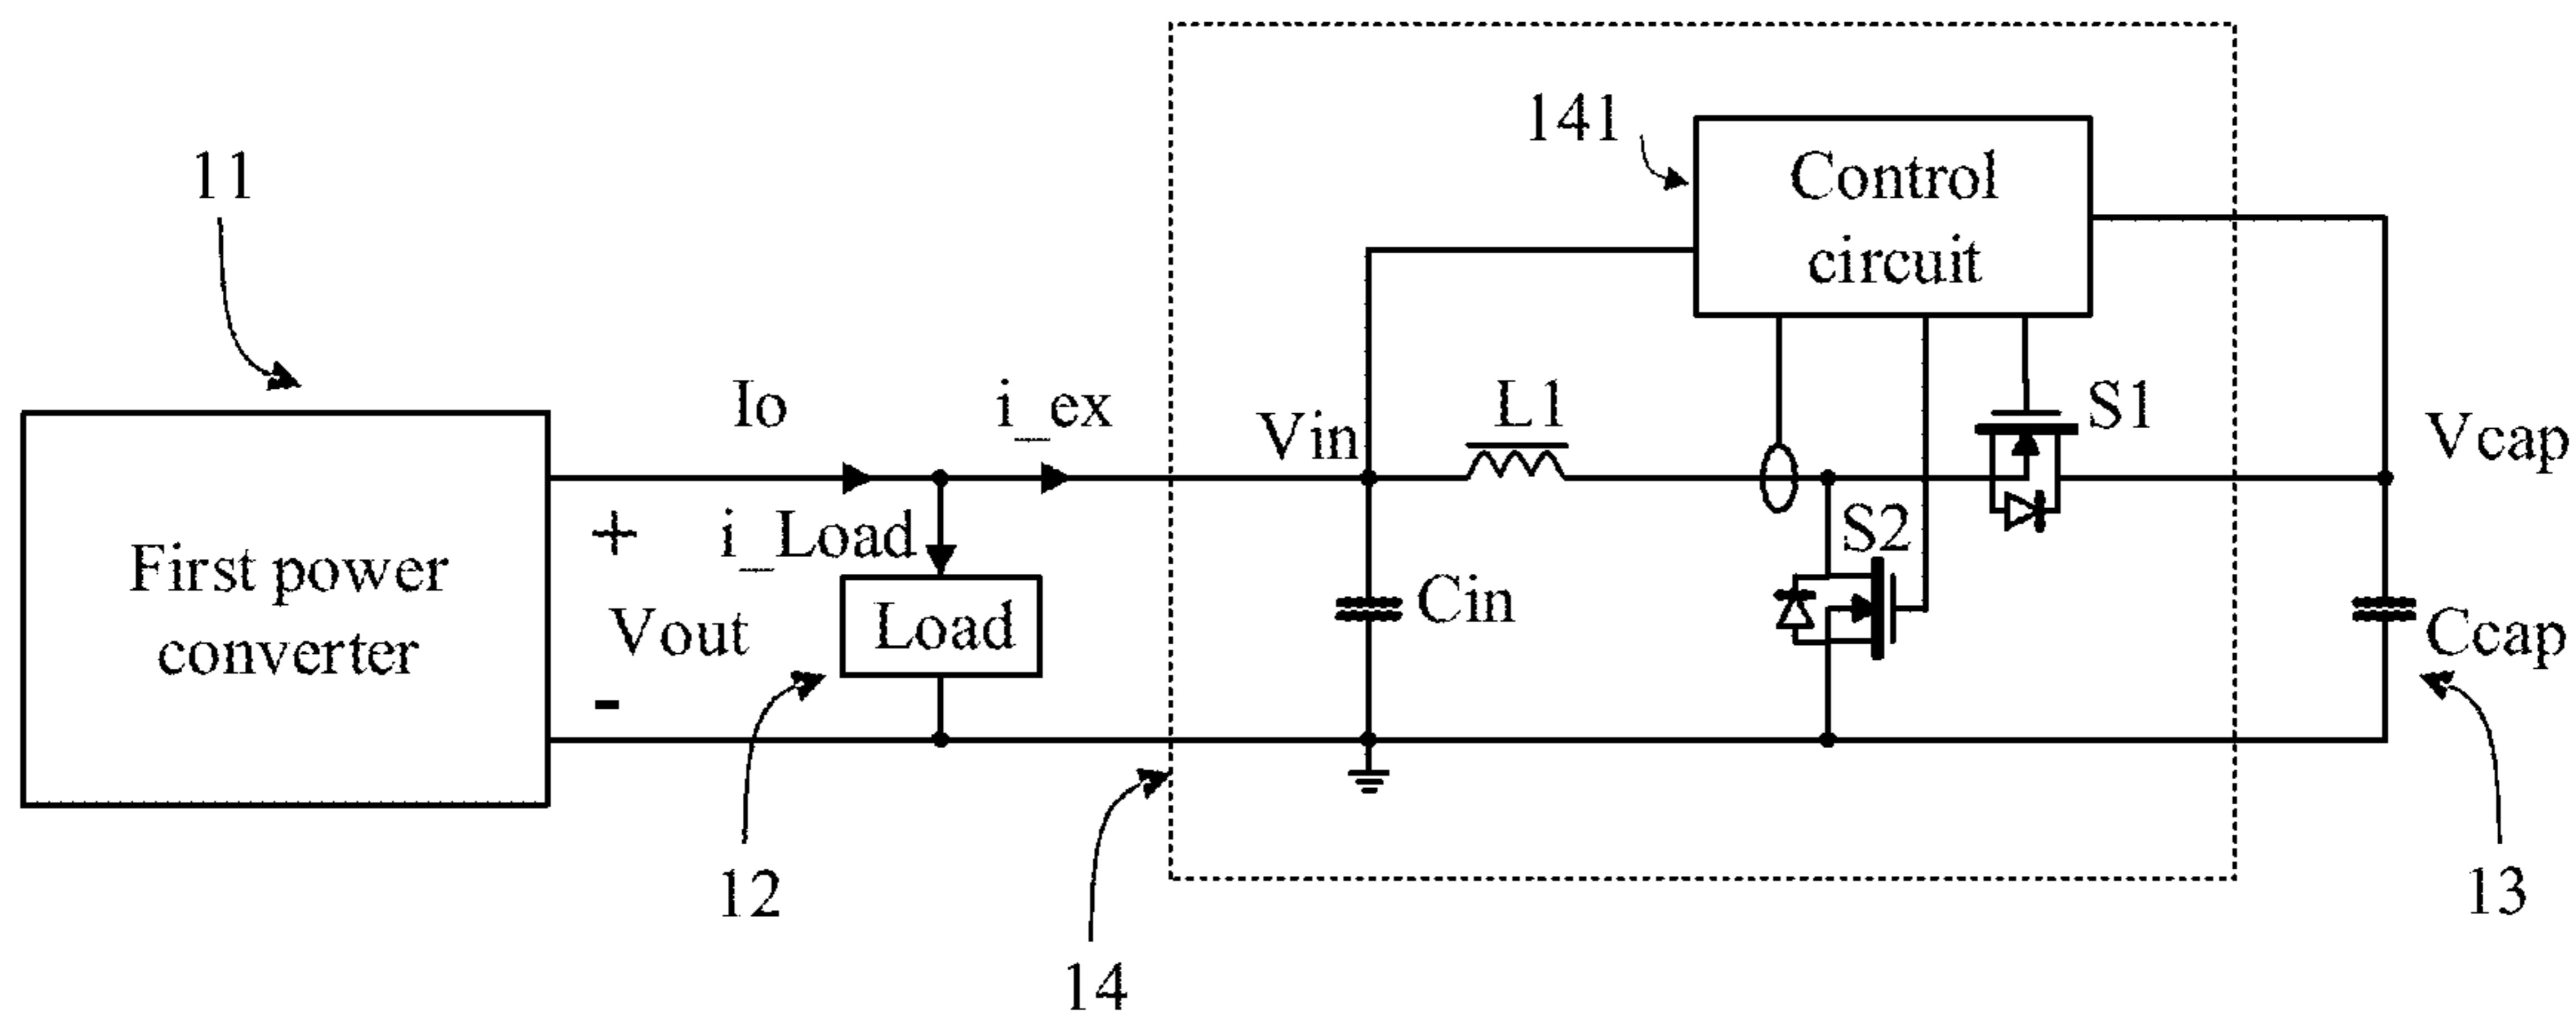 141
Control
circuit
11
Io
i_ex
Vin
L1
S1
Vcap
+
i_Load
S2
First power
converter
Vout
Load
Cin
Ccap
-
12
13
14